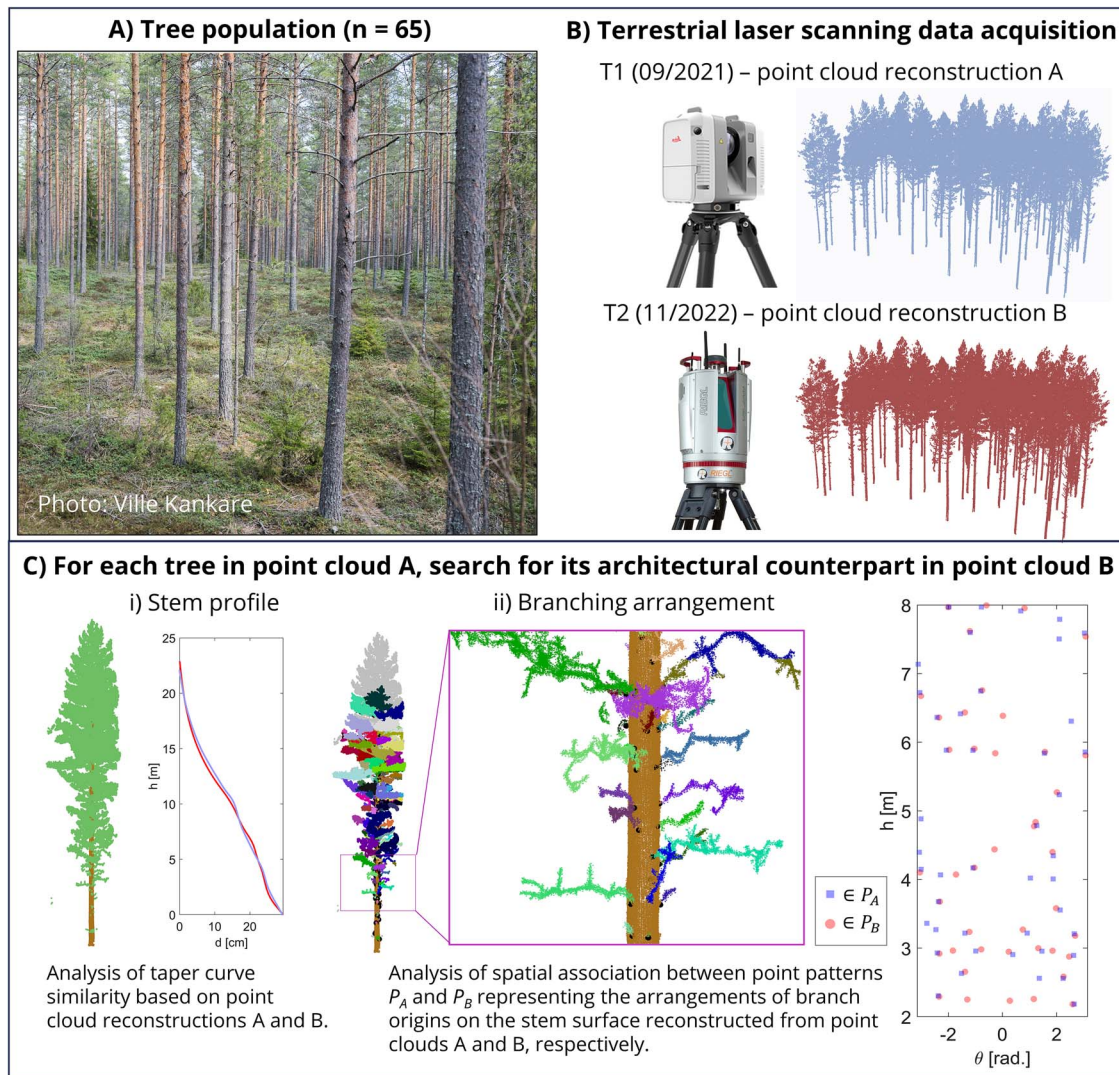 A) Tree population (n = 65)
Photo: Ville Kankare
B) Terrestrial laser scanning data acquisition
T1 (09/2021) – point cloud reconstruction A
T2 (11/2022) – point cloud reconstruction B
RIEGL
C) For each tree in point cloud A, search for its architectural counterpart in point cloud B
i) Stem profile
25
20
15
10
5
0
h [m]
0 10 20
d [cm]
Analysis of taper curve
similarity based on point
cloud reconstructions A and B.
ii) Branching arrangement
Analysis of spatial association between point patterns
P_A and P_B representing the arrangements of branch
origins on the stem surface reconstructed from point
clouds A and B, respectively.
∈ P_A
∈ P_B
8
7
6
5
4
3
2
h [m]
-2 0 2
θ [rad.]